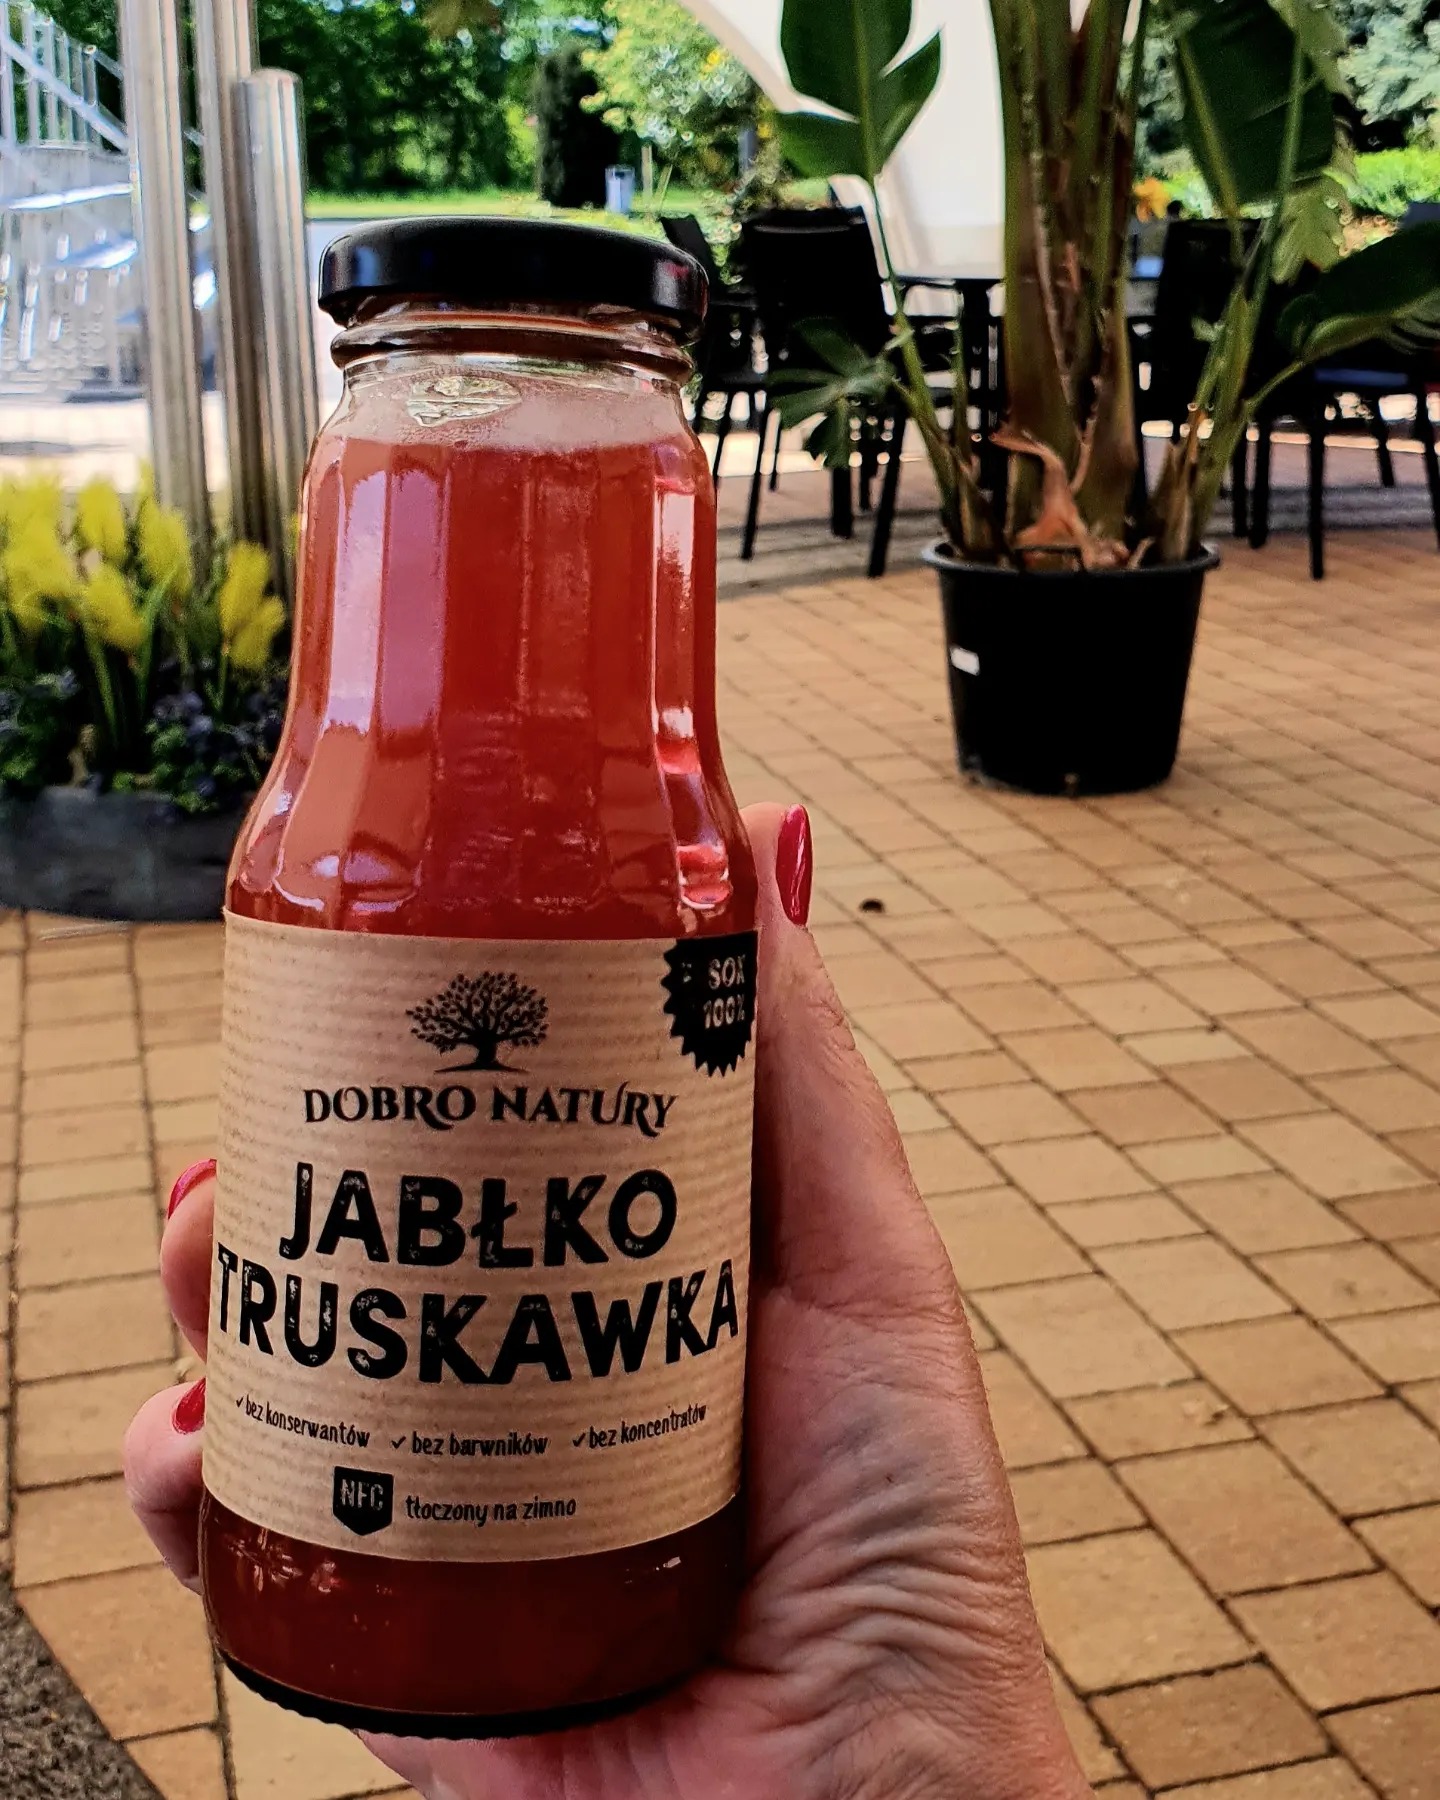 SOK
100%
DOBRO NATURY
JABŁKO
TRUSKAWKA
✓ bez konserwantów ✓ bez barwników ✓ bez koncentratów
NFC tłoczony na zimno